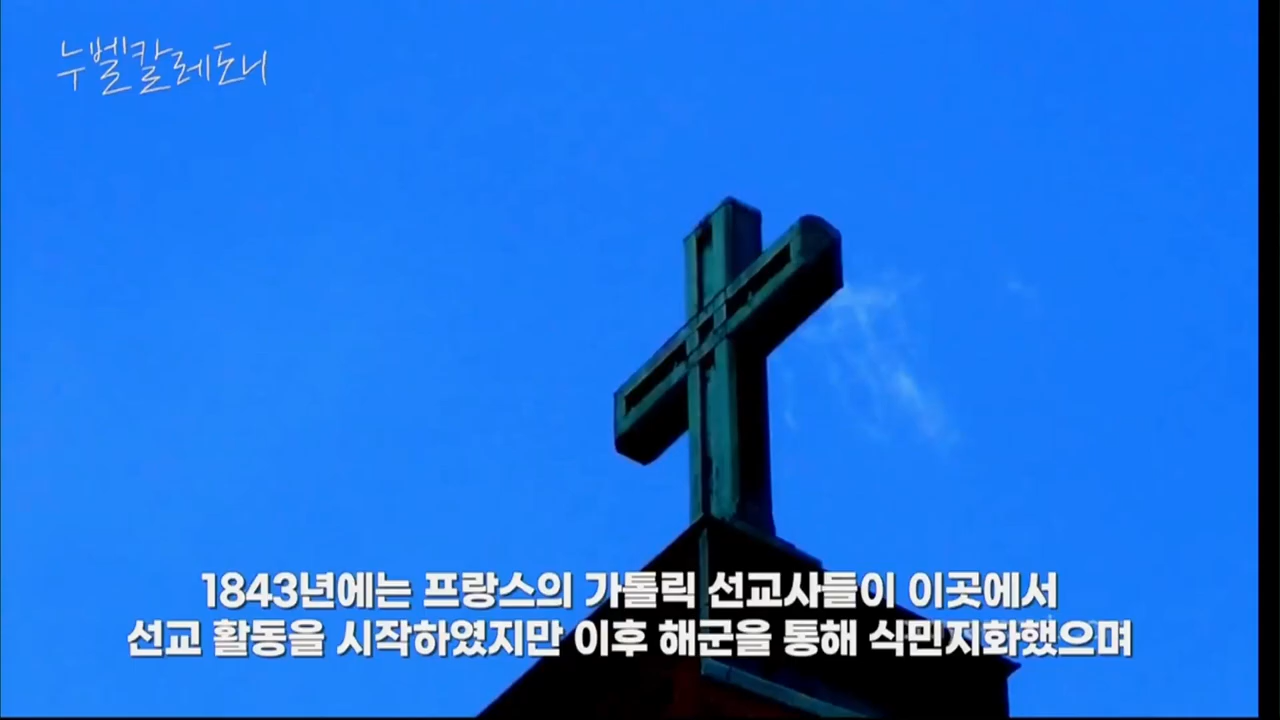 누벨칼레도니
1843년에는 프랑스의 가톨릭 선교사들이 이곳에서
선교 활동을 시작하였지만 이후 해군을 통해 식민지화했으며